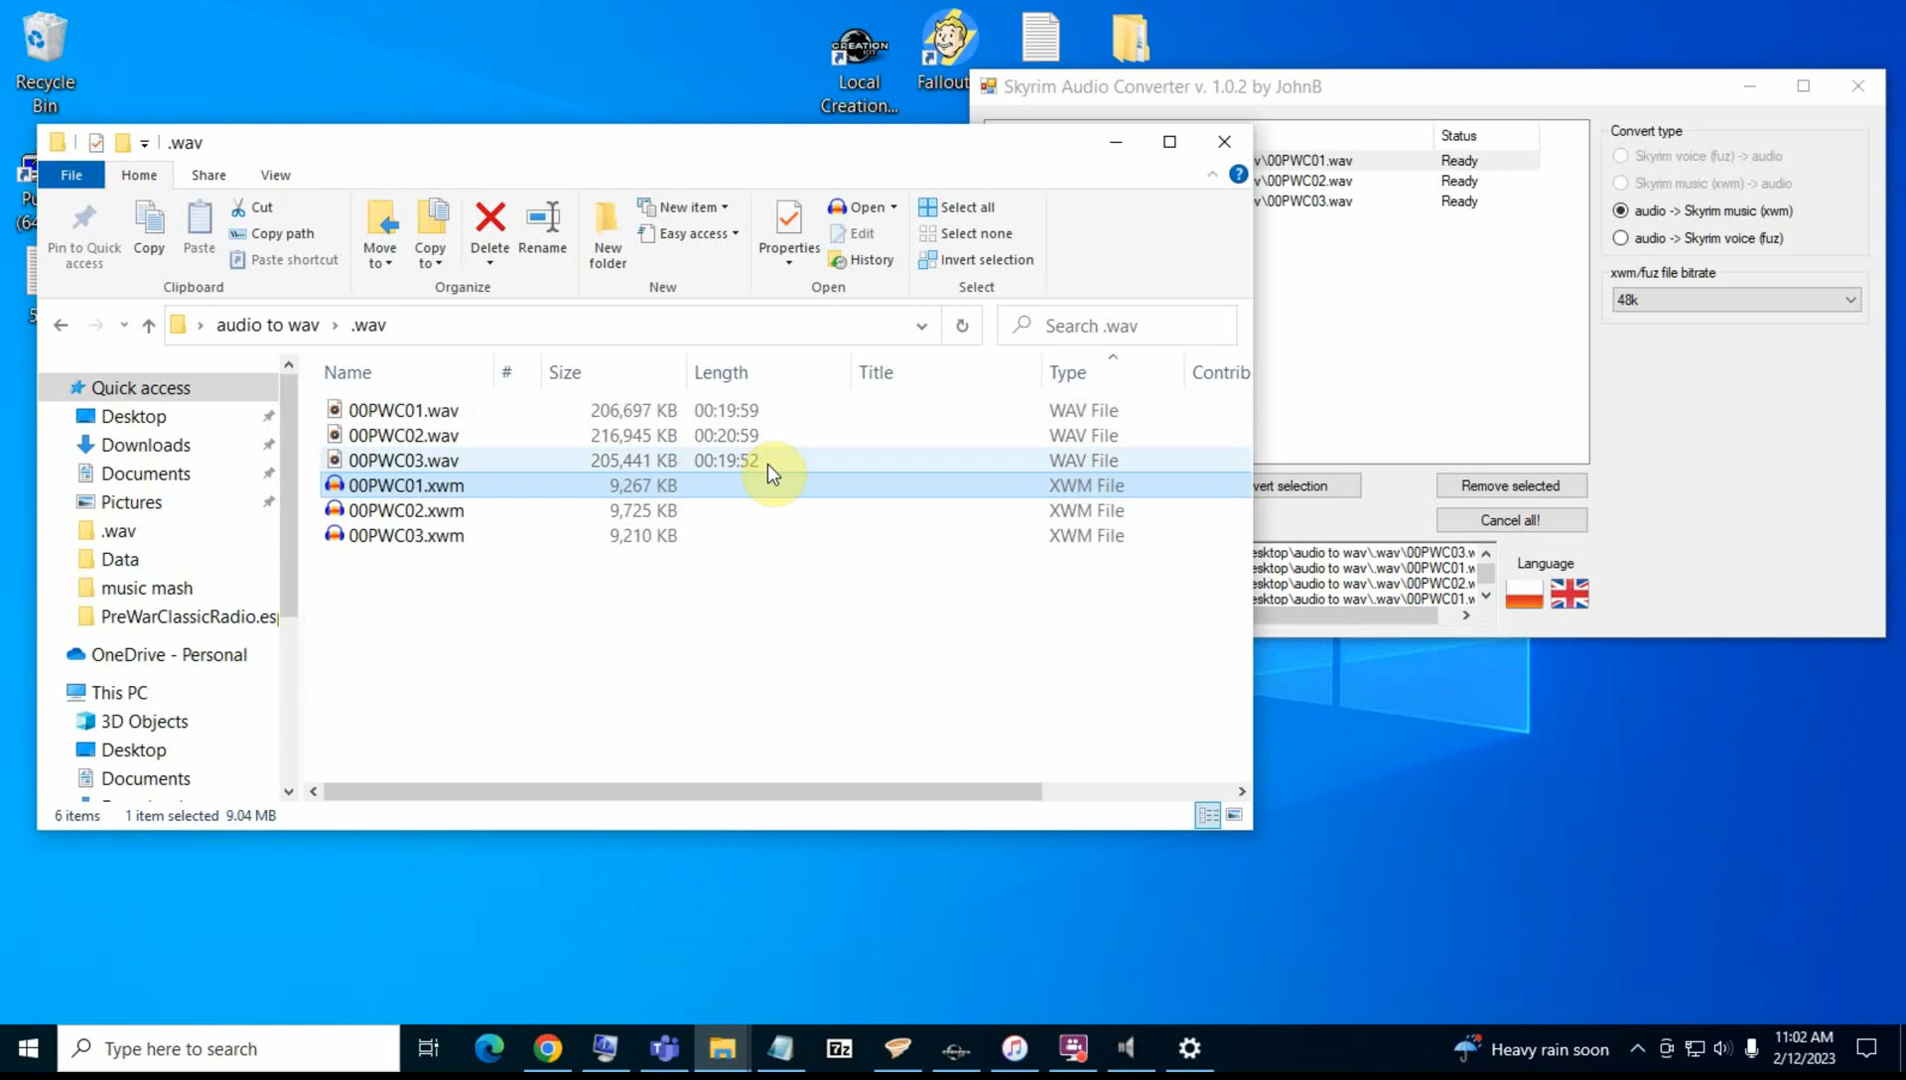 Recycle Bin
Local Creation...
Fallout
Skyrim Audio Converter v. 1.0.2 by JohnB
.wav
File Home Share View
Pin to Quick access
Copy
Paste
Cut
Copy path
Paste shortcut
Clipboard
Move to
Copy to
Delete
Rename
Organize
New folder
New item
Easy access
New
Properties
Open
Edit
History
Open
Select all
Select none
Invert selection
Select
audio to wav > .wav
Search .wav
Quick access
Desktop
Downloads
Documents
Pictures
.wav
Data
music mash
PreWarClassicRadio.esp
OneDrive - Personal
This PC
3D Objects
Desktop
Documents
Name # Size Length Title Type Contrib
00PWC01.wav 206,697 KB 00:19:59 WAV File
00PWC02.wav 216,945 KB 00:20:59 WAV File
00PWC03.wav 205,441 KB 00:19:52 WAV File
00PWC01.xwm 9,267 KB XWM File
00PWC02.xwm 9,725 KB XWM File
00PWC03.xwm 9,210 KB XWM File
6 items 1 item selected 9.04 MB
Status
v\00PWC01.wav Ready
v\00PWC02.wav Ready
v\00PWC03.wav Ready
Convert type
Skyrim voice (fuz) -> audio
Skyrim music (xwm) -> audio
audio -> Skyrim music (xwm)
audio -> Skyrim voice (fuz)
xwm/fuz file bitrate
48k
vert selection
Remove selected
Cancel all!
esktop\audio to wav\.wav\00PWC03.w
esktop\audio to wav\.wav\00PWC01.w
esktop\audio to wav\.wav\00PWC02.w
esktop\audio to wav\.wav\00PWC01.w
Language
Type here to search
7z
Heavy rain soon
11:02 AM
2/12/2023